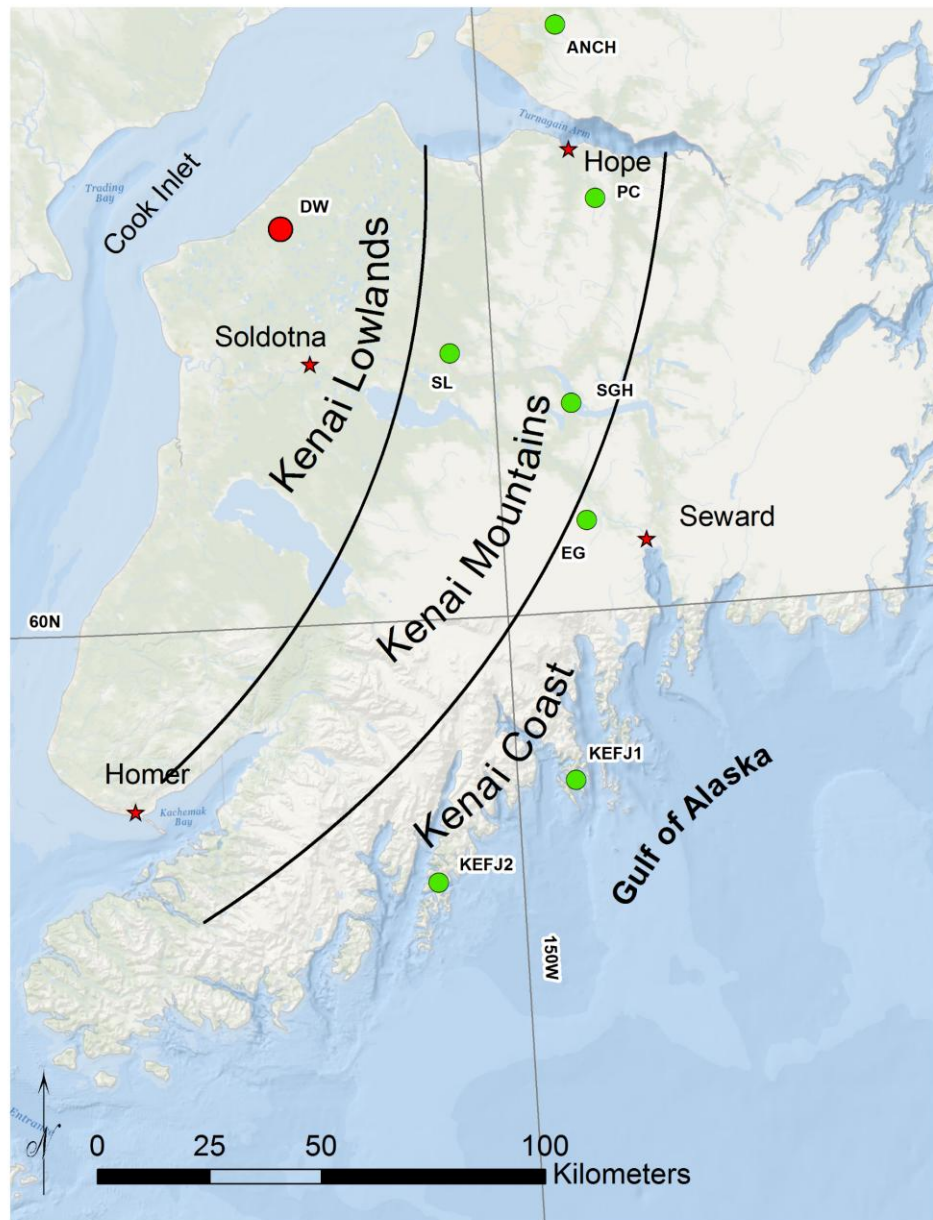 ANCH
Turnagain Arm
Hope
PC
Trading
Bay
Cook Inlet
DW
Kenai Lowlands
Soldotna
SL
SGH
Kenai Mountains
Seward
EG
60N
Kenai Coast
KEFJ1
Homer
Kachemak
Bay
Gulf of Alaska
KEFJ2
150W
Entrance
N
0 25 50 100
Kilometers